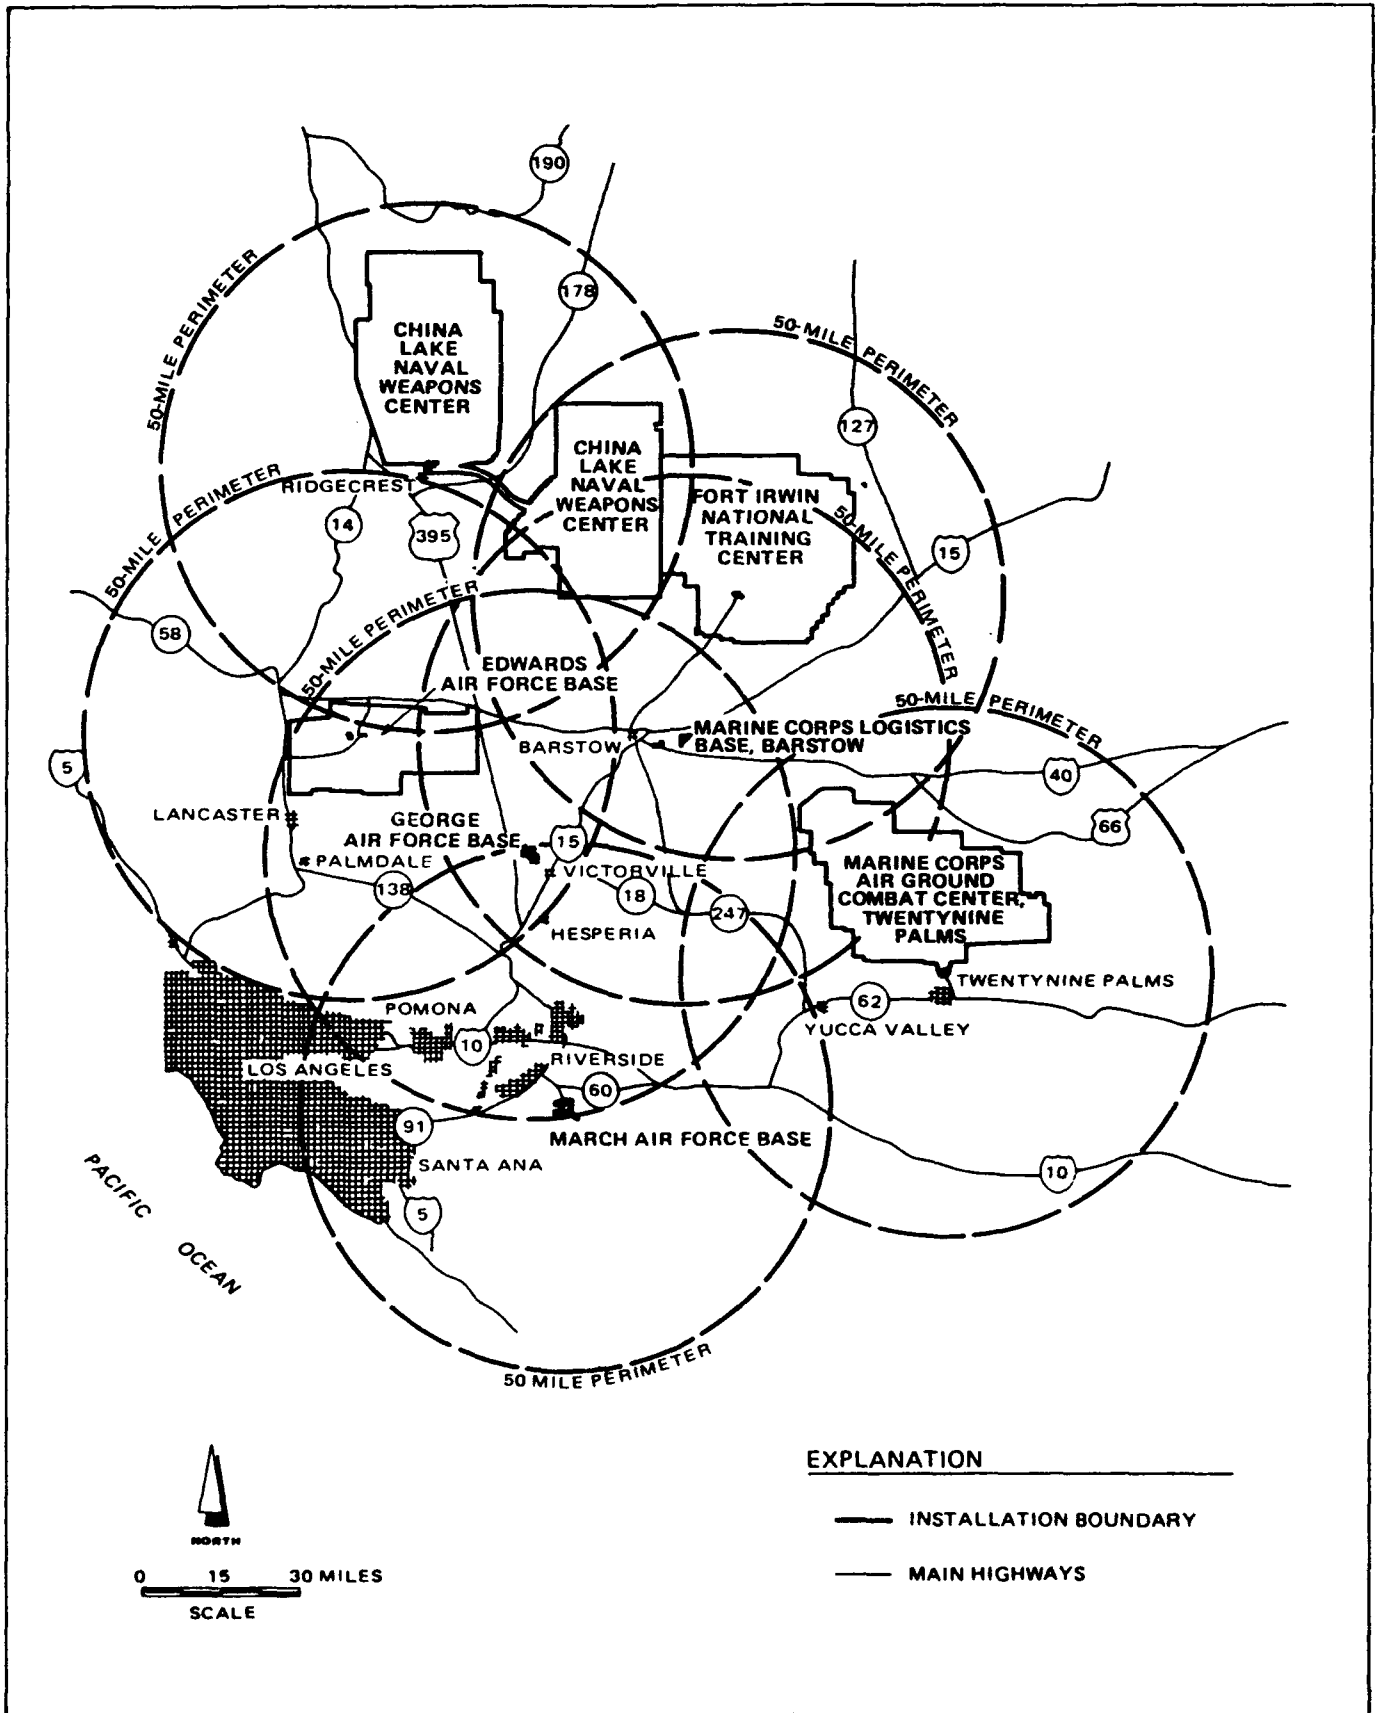 190
178
50-MILE PERIMETER
CHINA
LAKE
NAVAL
WEAPONS
CENTER
50-MILE PERIMETER
127
CHINA
LAKE
NAVAL
WEAPONS
CENTER
50-MILE PERIMETER
RIDGECREST
14
395
FORT IRWIN
NATIONAL
TRAINING
CENTER
50-MILE PERIMETER
15
58
50-MILE PERIMETER
EDWARDS
AIR FORCE BASE
50-MILE PERIMETER
MARINE CORPS LOGISTICS
BASE, BARSTOW
BARSTOW
5
40
66
LANCASTER
GEORGE
AIR FORCE BASE
15
PALMDALE
138
VICTORVILLE
18
247
HESPERIA
MARINE CORPS
AIR GROUND
COMBAT CENTER,
TWENTYNINE
PALMS
TWENTYNINE PALMS
62
YUCCA VALLEY
POMONA
10
LOS ANGELES
RIVERSIDE
60
91
MARCH AIR FORCE BASE
SANTA ANA
5
10
PACIFIC
OCEAN
50 MILE PERIMETER
NORTH
0 15 30 MILES
SCALE
EXPLANATION
INSTALLATION BOUNDARY
MAIN HIGHWAYS